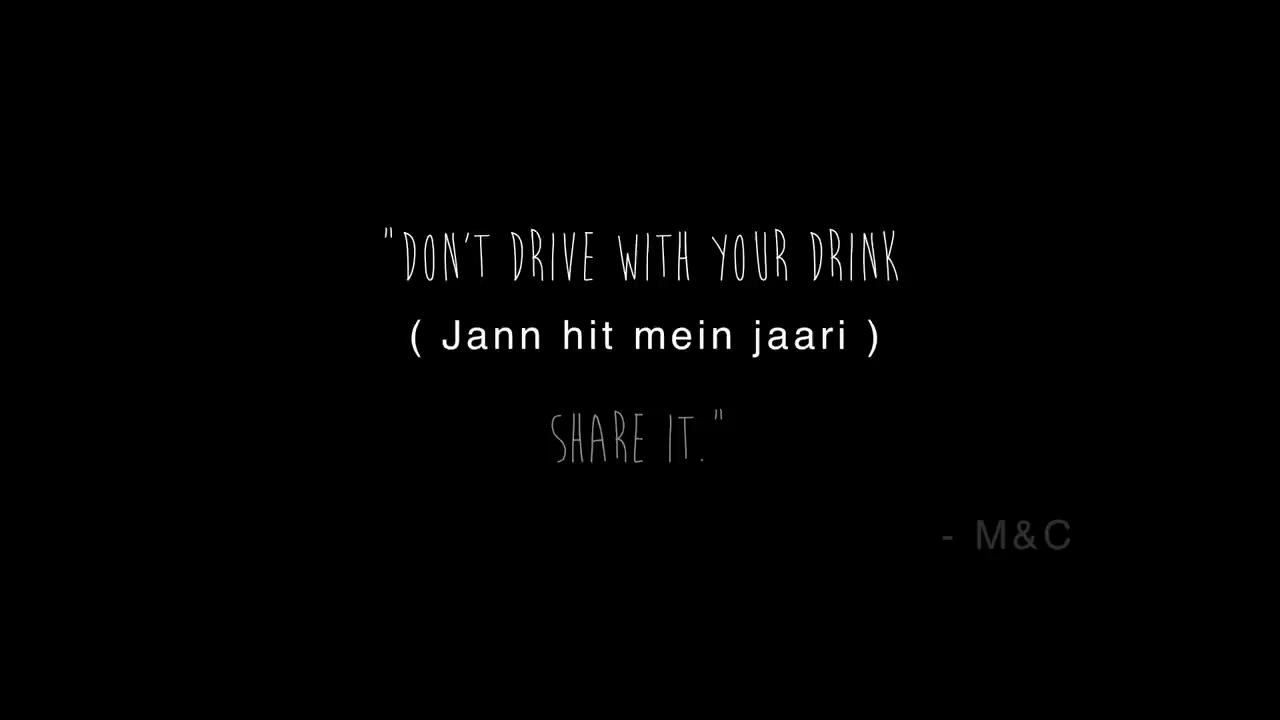 "DON'T DRIVE WITH YOUR DRINK
( Jann hit mein jaari )
SHARE IT."
- M&C